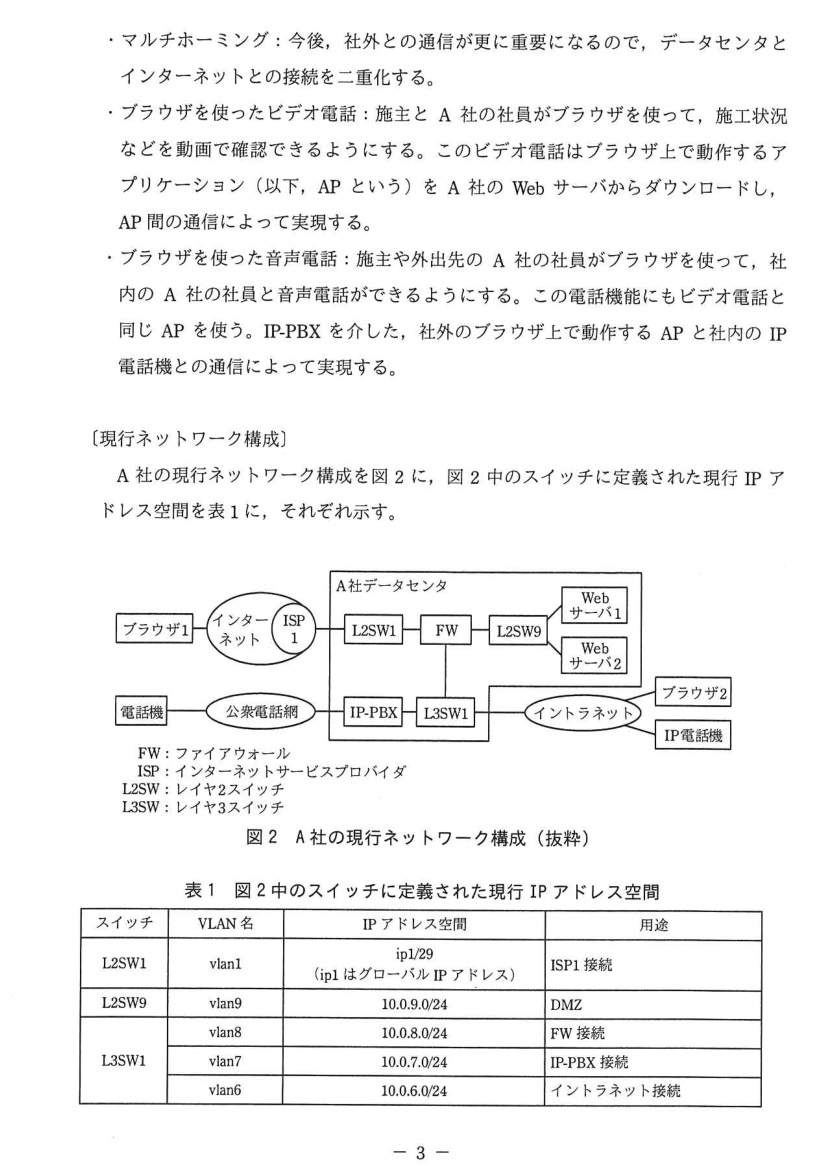 ・マルチホーミング：今後，社外との通信が更に重要になるので，データセンタと
インターネットとの接続を二重化する。
・ブラウザを使ったビデオ電話：施主と A 社の社員がブラウザを使って，施工状況
などを動画で確認できるようにする。このビデオ電話はブラウザ上で動作するア
プリケーション（以下，AP という）を A 社の Web サーバからダウンロードし，
AP 間の通信によって実現する。
・ブラウザを使った音声電話：施主や外出先の A 社の社員がブラウザを使って，社
内の A 社の社員と音声電話ができるようにする。この電話機能にもビデオ電話と
同じ AP を使う。IP-PBX を介した，社外のブラウザ上で動作する AP と社内の IP
電話機との通信によって実現する。
〔現行ネットワーク構成〕
A 社の現行ネットワーク構成を図 2 に，図 2 中のスイッチに定義された現行 IP ア
ドレス空間を表 1 に，それぞれ示す。
A社データセンタ
ブラウザ1
インター
ネット
ISP
1
L2SW1
FW
L2SW9
Web
サーバ1
Web
サーバ2
電話機
公衆電話網
IP-PBX
L3SW1
イントラネット
ブラウザ2
IP電話機
FW：ファイアウォール
ISP：インターネットサービスプロバイダ
L2SW：レイヤ2スイッチ
L3SW：レイヤ3スイッチ
図 2 A 社の現行ネットワーク構成（抜粋）
表 1 図 2 中のスイッチに定義された現行 IP アドレス空間
スイッチ VLAN 名 IP アドレス空間 用途
L2SW1 vlan1 ip1/29 ISP1 接続
（ip1 はグローバル IP アドレス）
L2SW9 vlan9 10.0.9.0/24 DMZ
L3SW1 vlan8 10.0.8.0/24 FW 接続
vlan7 10.0.7.0/24 IP-PBX 接続
vlan6 10.0.6.0/24 イントラネット接続
－ 3 －